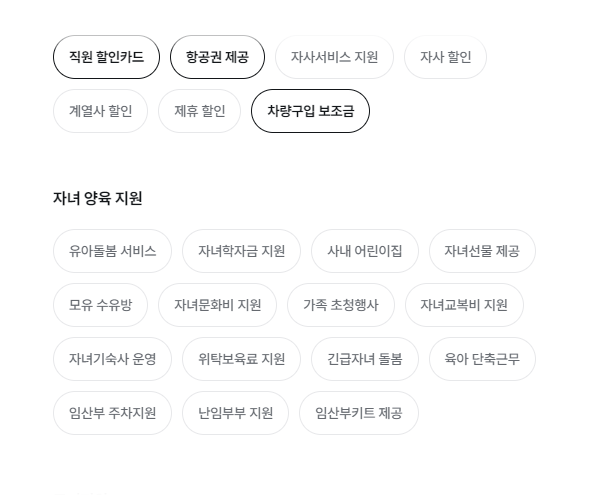 직원 할인카드 항공권 제공 자사서비스 지원 자사 할인
계열사 할인 제휴 할인 차량구입 보조금
자녀 양육 지원
유아돌봄 서비스 자녀학자금 지원 사내 어린이집 자녀선물 제공
모유 수유방 자녀문화비 지원 가족 초청행사 자녀교복비 지원
자녀기숙사 운영 위탁보육료 지원 긴급자녀 돌봄 육아 단축근무
임산부 주차지원 난임부부 지원 임산부키트 제공